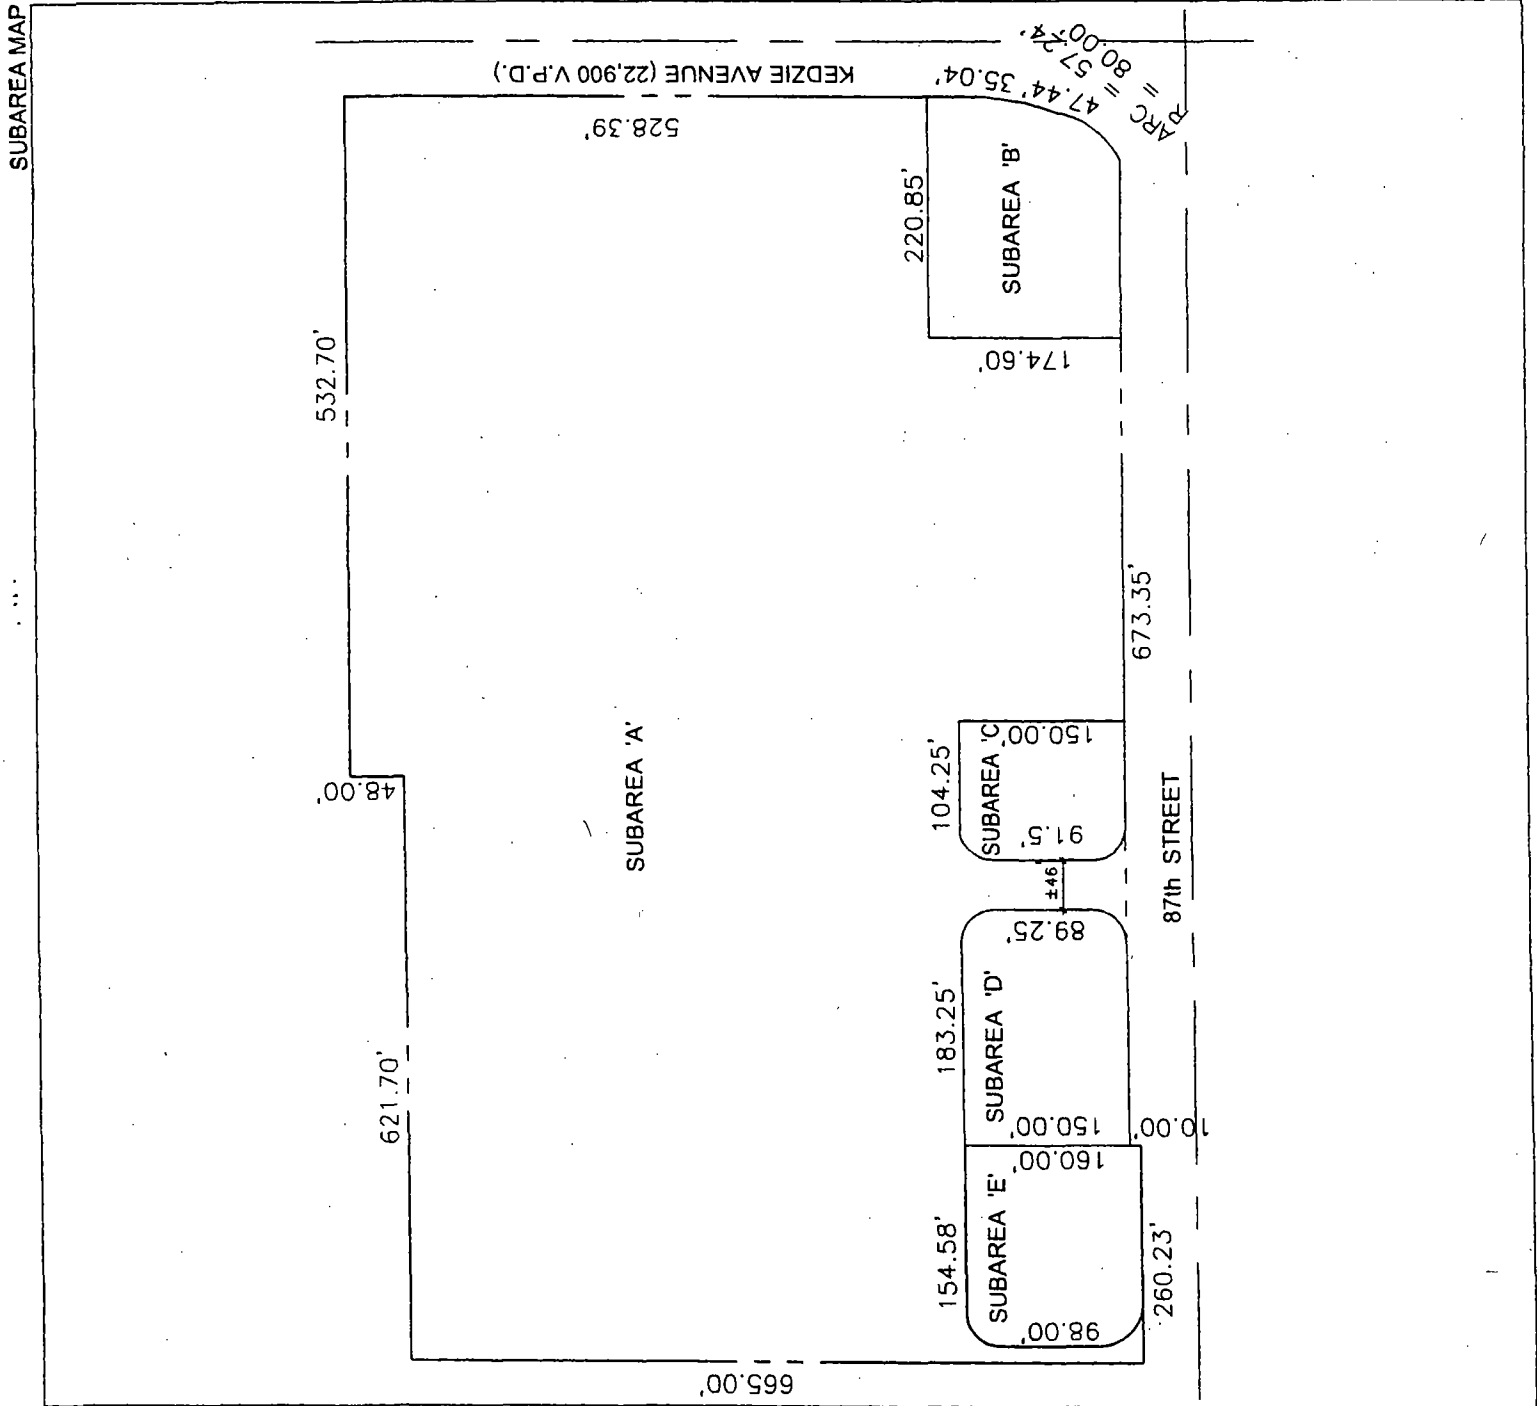 SUBAREA MAP
KEDZIE AVENUE (22,900 V.P.D.)
528.39'
35.04'
47.44'
ARC = 57.24'
R = 80.00'
532.70'
220.85'
SUBAREA 'B'
174.60'
48.00'
SUBAREA 'A'
673.35'
104.25'
SUBAREA 'C'
150.00'
91.5'
±46'
87th STREET
89.25'
183.25'
SUBAREA 'D'
150.00'
10.00'
621.70'
160.00'
154.58'
SUBAREA 'E'
98.00'
260.23'
665.00'